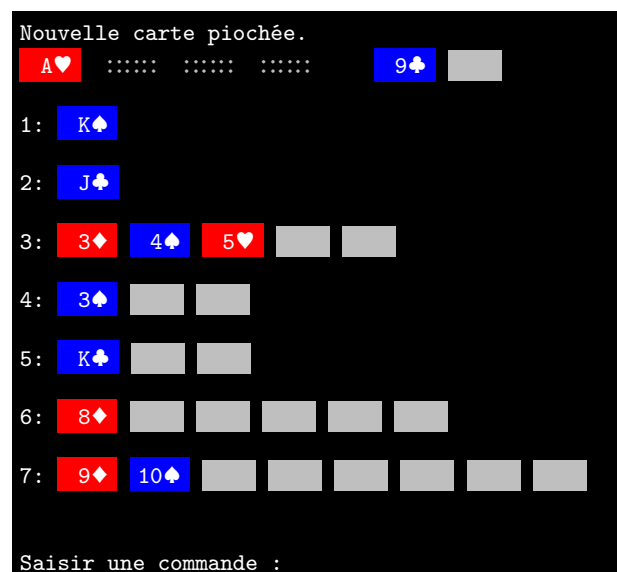 Nouvelle carte piochée.
A♥ :::::: :::::: :::::: 9♣
1: K♠
2: J♣
3: 3♦ 4♠ 5♥
4: 3♠
5: K♣
6: 8♦
7: 9♦ 10♠
Saisir une commande :